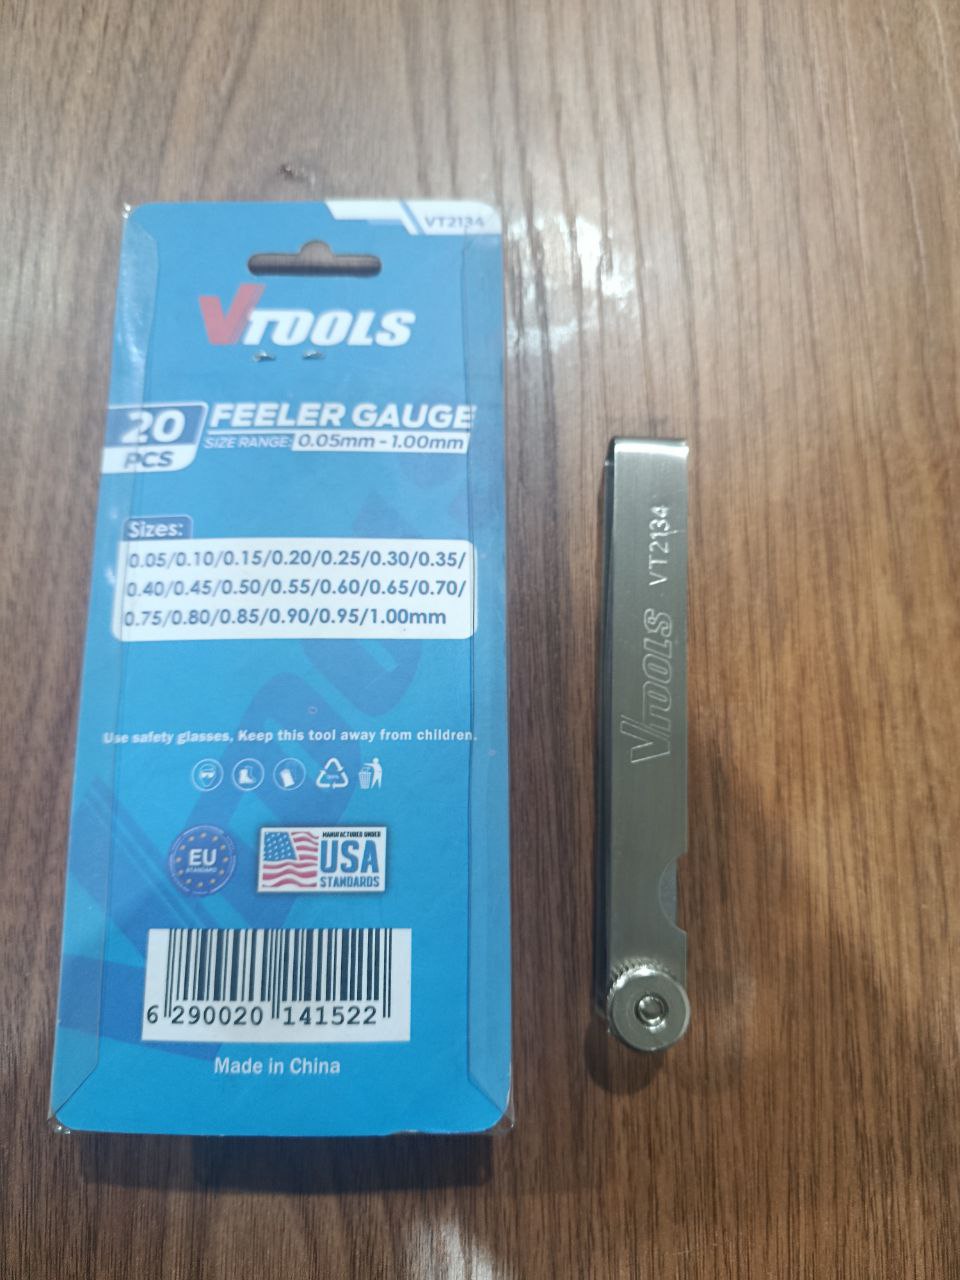 VT2134
VTOOLS
20
PCS
FEELER GAUGE
SIZE RANGE: 0.05mm - 1.00mm
Sizes:
0.05/0.10/0.15/0.20/0.25/0.30/0.35/
0.40/0.45/0.50/0.55/0.60/0.65/0.70/
0.75/0.80/0.85/0.90/0.95/1.00mm
Use safety glasses, Keep this tool away from children.
EU
STANDARD
MANUFACTURED UNDER
USA
STANDARDS
6 290020 141522
Made in China
VTOOLS VT2134